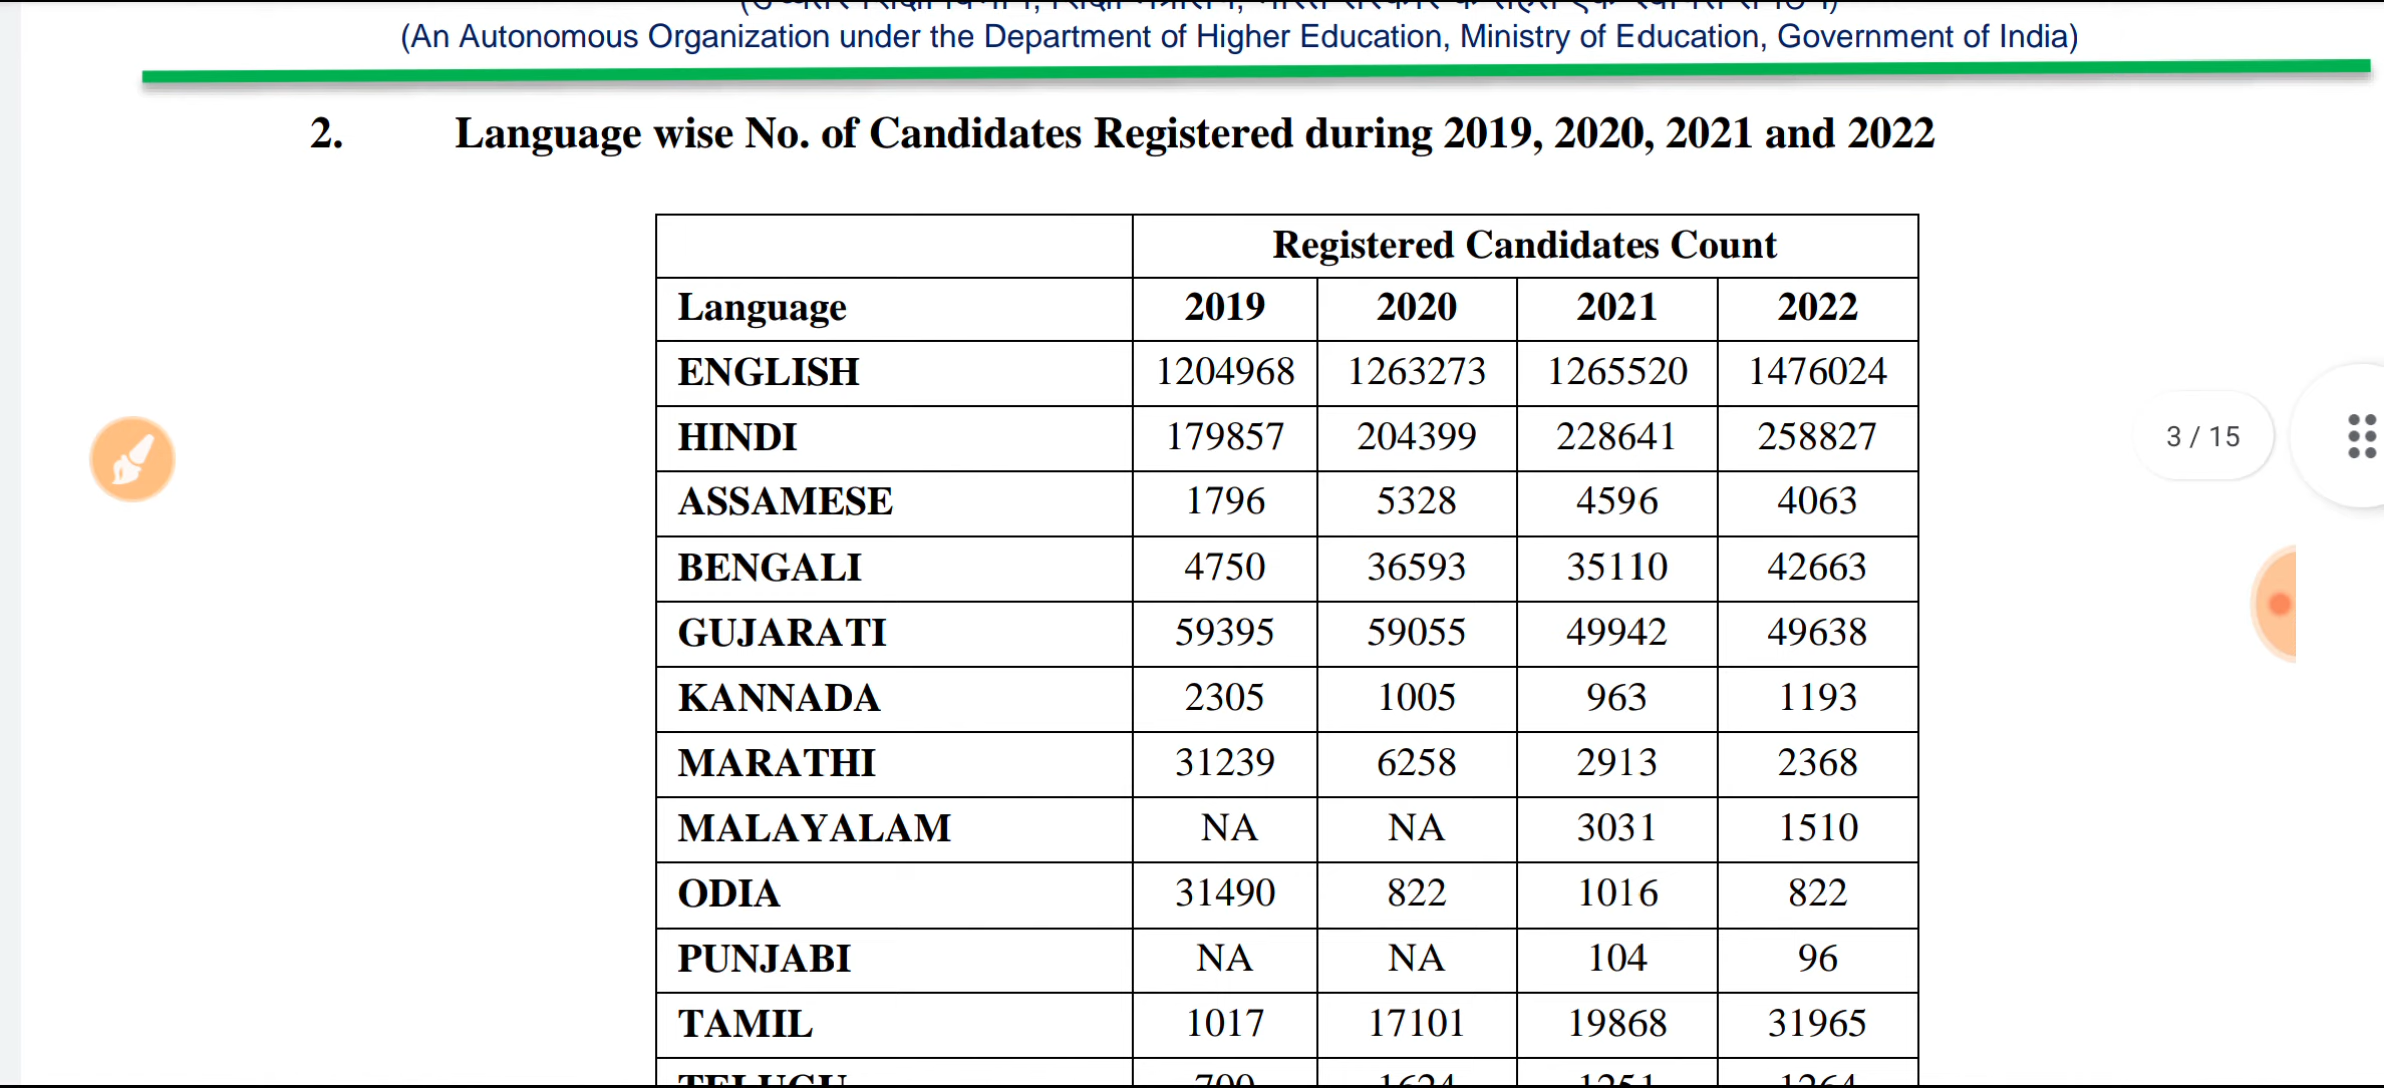 (An Autonomous Organization under the Department of Higher Education, Ministry of Education, Government of India)
2. Language wise No. of Candidates Registered during 2019, 2020, 2021 and 2022
Registered Candidates Count
Language 2019 2020 2021 2022
ENGLISH 1204968 1263273 1265520 1476024
HINDI 179857 204399 228641 258827
ASSAMESE 1796 5328 4596 4063
BENGALI 4750 36593 35110 42663
GUJARATI 59395 59055 49942 49638
KANNADA 2305 1005 963 1193
MARATHI 31239 6258 2913 2368
MALAYALAM NA NA 3031 1510
ODIA 31490 822 1016 822
PUNJABI NA NA 104 96
TAMIL 1017 17101 19868 31965
TELUGU
3 / 15